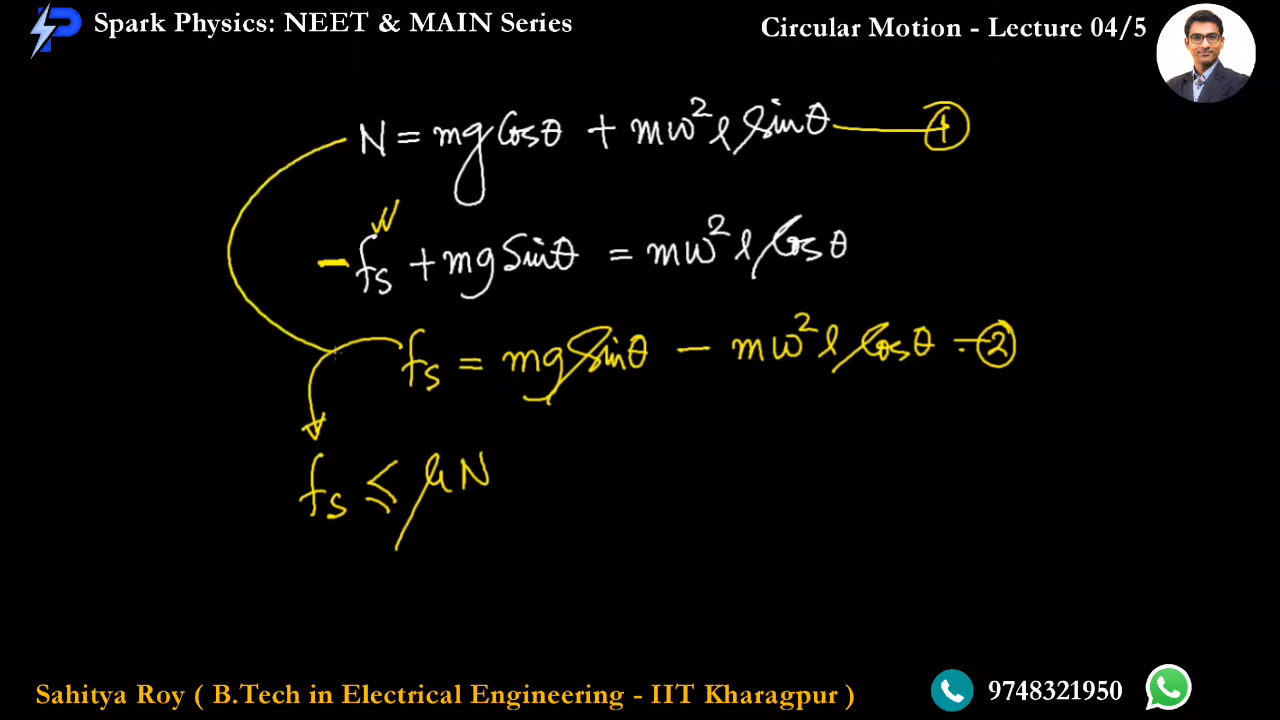 Spark Physics: NEET & MAIN Series
Circular Motion - Lecture 04/5
N = mg Cosθ + mω²l Sinθ — ①
- fs + mg Sinθ = mω²l Cosθ
fs = mg Sinθ - mω²l Cosθ - ②
fs ≤ μN
Sahitya Roy ( B.Tech in Electrical Engineering - IIT Kharagpur )
9748321950